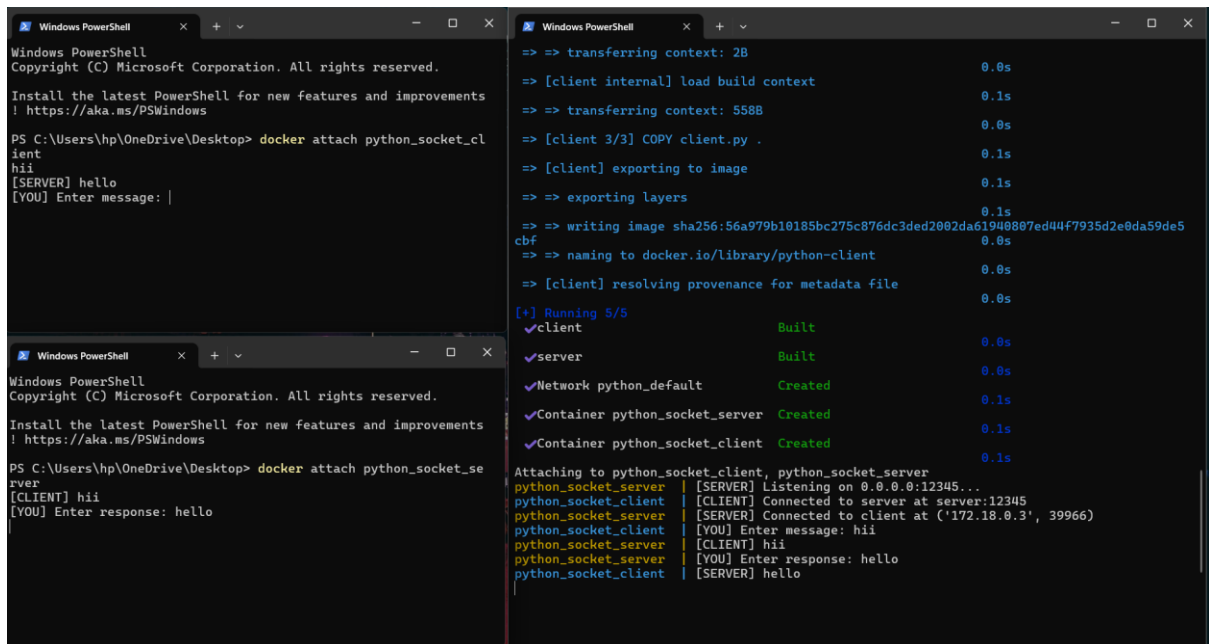 Windows PowerShell
Windows PowerShell
Copyright (C) Microsoft Corporation. All rights reserved.
Install the latest PowerShell for new features and improvements
! https://aka.ms/PSWindows
PS C:\Users\hp\OneDrive\Desktop> docker attach python_socket_cl
ient
hii
[SERVER] hello
[YOU] Enter message:
Windows PowerShell
Windows PowerShell
Copyright (C) Microsoft Corporation. All rights reserved.
Install the latest PowerShell for new features and improvements
! https://aka.ms/PSWindows
PS C:\Users\hp\OneDrive\Desktop> docker attach python_socket_se
rver
[CLIENT] hii
[YOU] Enter response: hello
Windows PowerShell
=> => transferring context: 2B
0.0s
=> [client internal] load build context
0.1s
=> => transferring context: 558B
0.0s
=> [client 3/3] COPY client.py .
0.1s
=> [client] exporting to image
0.1s
=> => exporting layers
0.1s
=> => writing image sha256:56a979b10185bc275c876dc3ded2002da61940807ed44f7935d2e0da59de5
cbf 0.0s
=> => naming to docker.io/library/python-client
0.0s
=> [client] resolving provenance for metadata file
0.0s
[+] Running 5/5
✔client Built
0.0s
✔server Built
0.0s
✔Network python_default Created
0.1s
✔Container python_socket_server Created
0.1s
✔Container python_socket_client Created
0.1s
Attaching to python_socket_client, python_socket_server
python_socket_server | [SERVER] Listening on 0.0.0.0:12345...
python_socket_client | [CLIENT] Connected to server at server:12345
python_socket_server | [SERVER] Connected to client at ('172.18.0.3', 39966)
python_socket_client | [YOU] Enter message: hii
python_socket_server | [CLIENT] hii
python_socket_server | [YOU] Enter response: hello
python_socket_client | [SERVER] hello